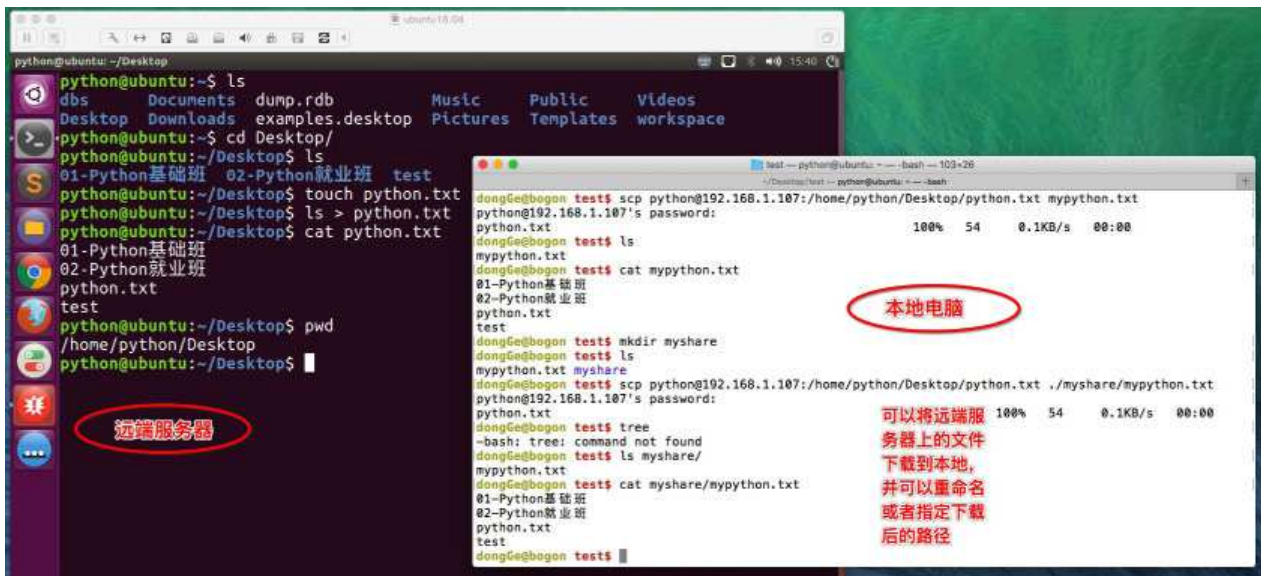 ubuntu18.04
python@ubuntu: ~/Desktop
15:40
python@ubuntu:~$ ls
dbs Documents dump.rdb Music Public Videos
Desktop Downloads examples.desktop Pictures Templates workspace
python@ubuntu:~$ cd Desktop/
python@ubuntu:~/Desktop$ ls
01-Python基础班 02-Python就业班 test
python@ubuntu:~/Desktop$ touch python.txt
python@ubuntu:~/Desktop$ ls > python.txt
python@ubuntu:~/Desktop$ cat python.txt
01-Python基础班
02-Python就业班
python.txt
test
python@ubuntu:~/Desktop$ pwd
/home/python/Desktop
python@ubuntu:~/Desktop$
远端服务器
test — python@ubuntu: ~ — -bash — 103×26
~/Desktop/test — python@ubuntu: ~ — -bash
dongGe@bogon test$ scp python@192.168.1.107:/home/python/Desktop/python.txt mypython.txt
python@192.168.1.107's password:
python.txt 100% 54 0.1KB/s 00:00
dongGe@bogon test$ ls
mypython.txt
dongGe@bogon test$ cat mypython.txt
01-Python基础班
02-Python就业班
python.txt
test
dongGe@bogon test$ mkdir myshare
dongGe@bogon test$ ls
mypython.txt myshare
dongGe@bogon test$ scp python@192.168.1.107:/home/python/Desktop/python.txt ./myshare/mypython.txt
python@192.168.1.107's password:
python.txt 100% 54 0.1KB/s 00:00
dongGe@bogon test$ tree
-bash: tree: command not found
dongGe@bogon test$ ls myshare/
mypython.txt
dongGe@bogon test$ cat myshare/mypython.txt
01-Python基础班
02-Python就业班
python.txt
test
dongGe@bogon test$
本地电脑
可以将远端服
务器上的文件
下载到本地,
并可以重命名
或者指定下载
后的路径